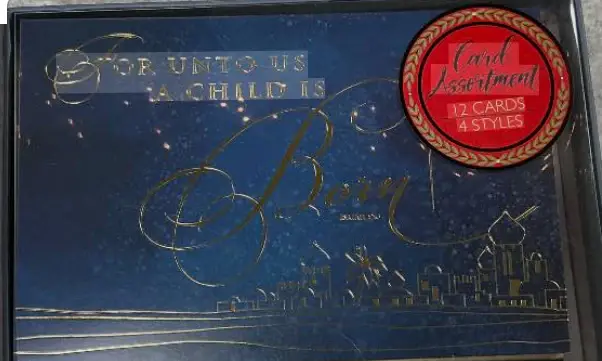 FOR UNTO US
A CHILD IS
Born
Card
Assortment
12 CARDS
4 STYLES